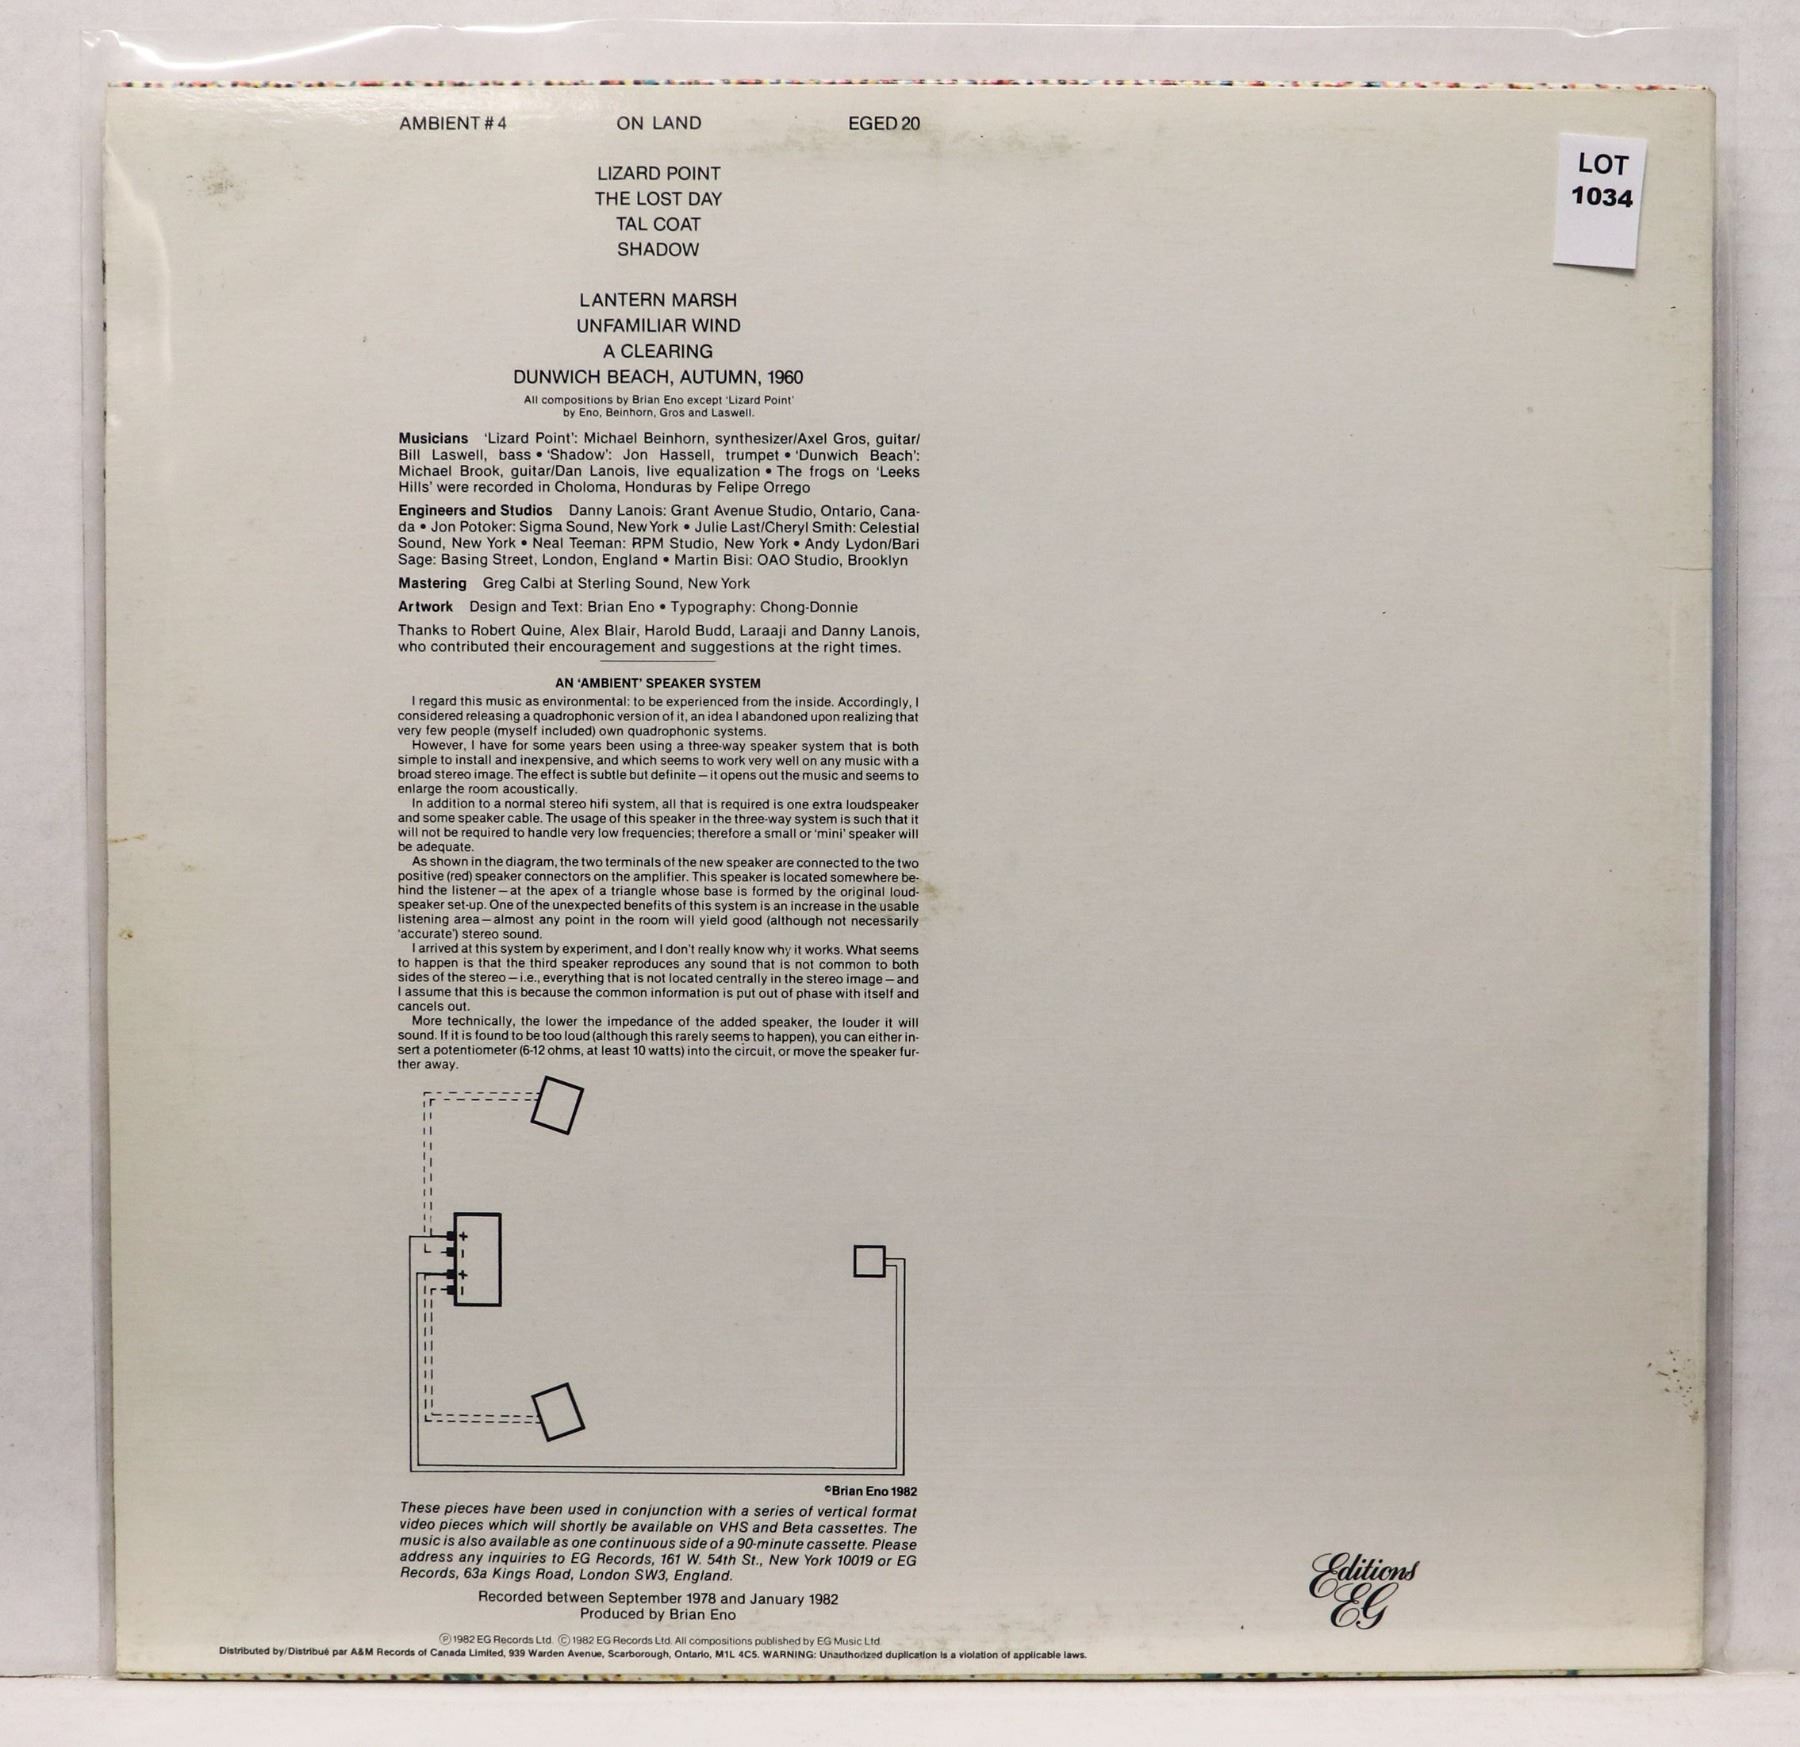 AMBIENT #4 ON LAND EGED 20
LOT
1034
LIZARD POINT
THE LOST DAY
TAL COAT
SHADOW
LANTERN MARSH
UNFAMILIAR WIND
A CLEARING
DUNWICH BEACH, AUTUMN, 1960
All compositions by Brian Eno except ‘Lizard Point’
by Eno, Beinhorn, Gros and Laswell.
Musicians ‘Lizard Point’: Michael Beinhorn, synthesizer/Axel Gros, guitar/
Bill Laswell, bass • ‘Shadow’: Jon Hassell, trumpet • ‘Dunwich Beach’:
Michael Brook, guitar/Dan Lanois, live equalization • The frogs on ‘Leeks
Hills’ were recorded in Choloma, Honduras by Felipe Orrego
Engineers and Studios Danny Lanois: Grant Avenue Studio, Ontario, Cana-
da • Jon Potoker: Sigma Sound, New York • Julie Last/Cheryl Smith: Celestial
Sound, New York • Neal Teeman: RPM Studio, New York • Andy Lydon/Bari
Sage: Basing Street, London, England • Martin Bisi: OAO Studio, Brooklyn
Mastering Greg Calbi at Sterling Sound, New York
Artwork Design and Text: Brian Eno • Typography: Chong-Donnie
Thanks to Robert Quine, Alex Blair, Harold Budd, Laraaji and Danny Lanois,
who contributed their encouragement and suggestions at the right times.
AN ‘AMBIENT’ SPEAKER SYSTEM
I regard this music as environmental: to be experienced from the inside. Accordingly, I
considered releasing a quadrophonic version of it, an idea I abandoned upon realizing that
very few people (myself included) own quadrophonic systems.
However, I have for some years been using a three-way speaker system that is both
simple to install and inexpensive, and which seems to work very well on any music with a
broad stereo image. The effect is subtle but definite – it opens out the music and seems to
enlarge the room acoustically.
In addition to a normal stereo hifi system, all that is required is one extra loudspeaker
and some speaker cable. The usage of this speaker in the three-way system is such that it
will not be required to handle very low frequencies; therefore a small or ‘mini’ speaker will
be adequate.
As shown in the diagram, the two terminals of the new speaker are connected to the two
positive (red) speaker connectors on the amplifier. This speaker is located somewhere be-
hind the listener – at the apex of a triangle whose base is formed by the original loud-
speaker set-up. One of the unexpected benefits of this system is an increase in the usable
listening area – almost any point in the room will yield good (although not necessarily
‘accurate’) stereo sound.
I arrived at this system by experiment, and I don't really know why it works. What seems
to happen is that the third speaker reproduces any sound that is not common to both
sides of the stereo – i.e., everything that is not located centrally in the stereo image – and
I assume that this is because the common information is put out of phase with itself and
cancels out.
More technically, the lower the impedance of the added speaker, the louder it will
sound. If it is found to be too loud (although this rarely seems to happen), you can either in-
sert a potentiometer (6-12 ohms, at least 10 watts) into the circuit, or move the speaker fur-
ther away.
+
–
+
–
©Brian Eno 1982
These pieces have been used in conjunction with a series of vertical format
video pieces which will shortly be available on VHS and Beta cassettes. The
music is also available as one continuous side of a 90-minute cassette. Please
address any inquiries to EG Records, 161 W. 54th St., New York 10019 or EG
Records, 63a Kings Road, London SW3, England.
Recorded between September 1978 and January 1982
Produced by Brian Eno
Ⓟ1982 EG Records Ltd. Ⓒ1982 EG Records Ltd. All compositions published by EG Music Ltd.
Distributed by/Distribué par A&M Records of Canada Limited, 939 Warden Avenue, Scarborough, Ontario, M1L 4C5. WARNING: Unauthorized duplication is a violation of applicable laws.
Editions
EG